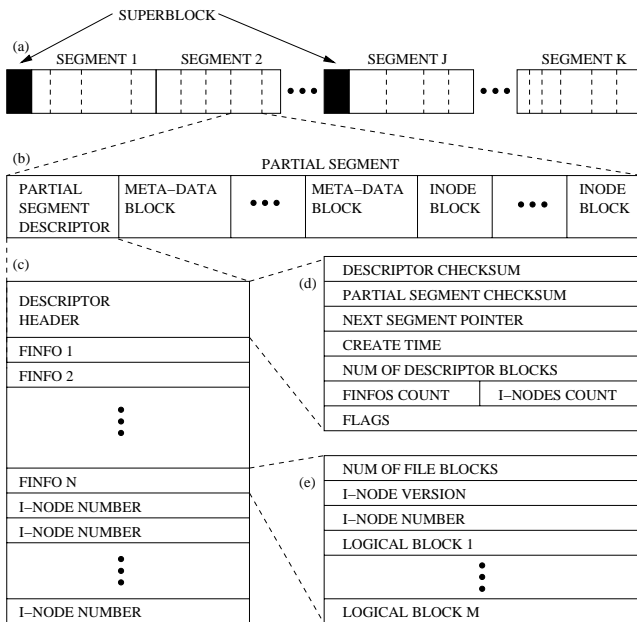 SUPERBLOCK
(a)
SEGMENT 1
SEGMENT 2
SEGMENT J
SEGMENT K
(b)
PARTIAL SEGMENT
PARTIAL
SEGMENT
DESCRIPTOR
META-DATA
BLOCK
META-DATA
BLOCK
INODE
BLOCK
INODE
BLOCK
(c)
DESCRIPTOR
HEADER
FINFO 1
FINFO 2
FINFO N
I-NODE NUMBER
I-NODE NUMBER
I-NODE NUMBER
(d)
DESCRIPTOR CHECKSUM
PARTIAL SEGMENT CHECKSUM
NEXT SEGMENT POINTER
CREATE TIME
NUM OF DESCRIPTOR BLOCKS
FINFOS COUNT
I-NODES COUNT
FLAGS
(e)
NUM OF FILE BLOCKS
I-NODE VERSION
I-NODE NUMBER
LOGICAL BLOCK 1
LOGICAL BLOCK M